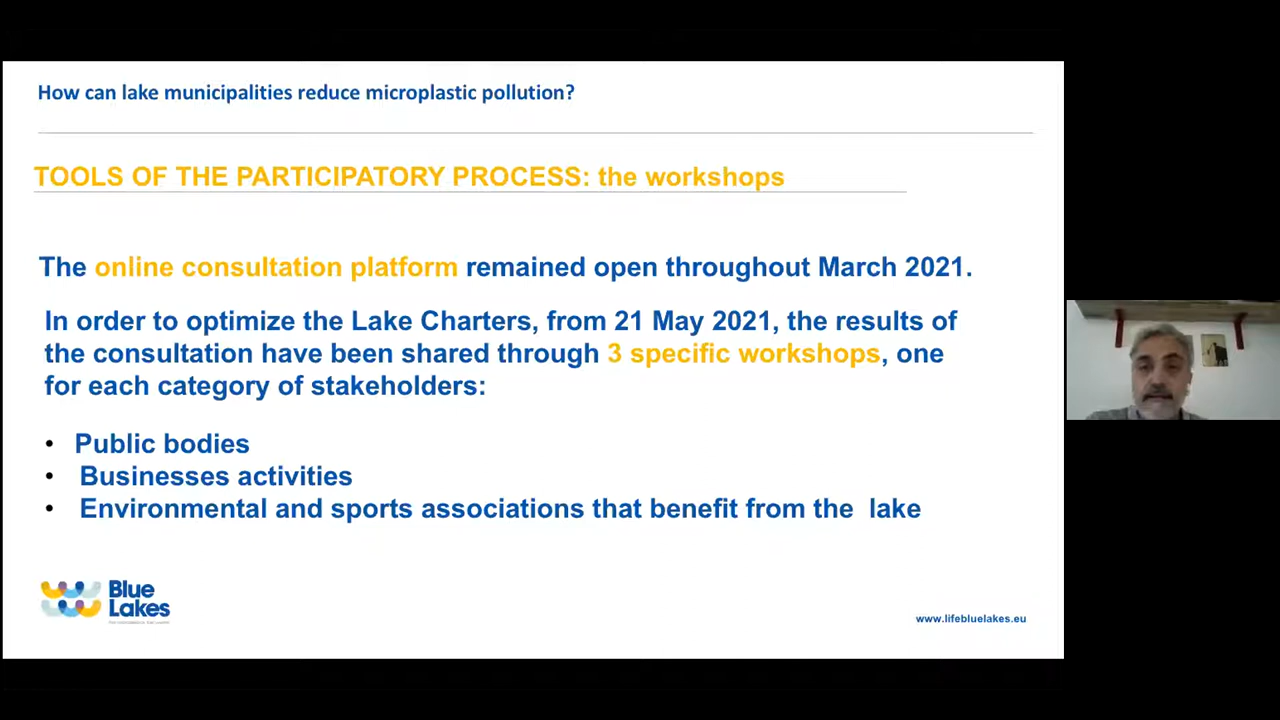 How can lake municipalities reduce microplastic pollution?
TOOLS OF THE PARTICIPATORY PROCESS: the workshops
The online consultation platform remained open throughout March 2021.
In order to optimize the Lake Charters, from 21 May 2021, the results of
the consultation have been shared through 3 specific workshops, one
for each category of stakeholders:
• Public bodies
• Businesses activities
• Environmental and sports associations that benefit from the lake
Blue
Lakes
www.lifebluelakes.eu